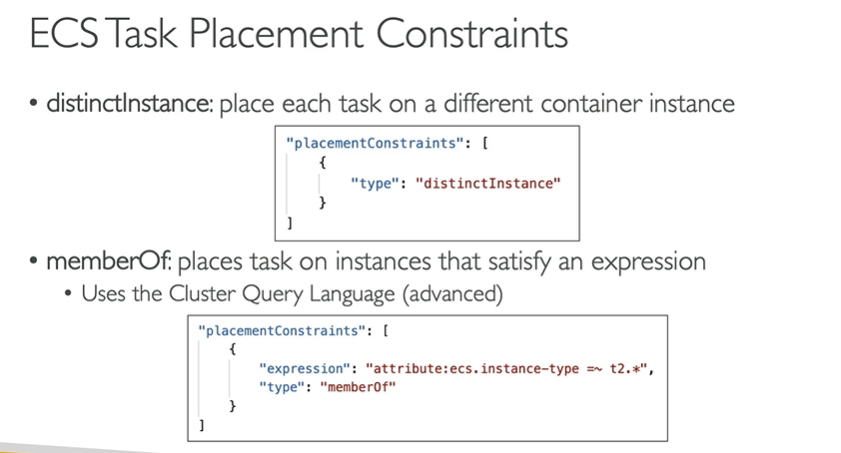 ECS Task Placement Constraints
• distinctInstance: place each task on a different container instance
"placementConstraints": [
{
"type": "distinctInstance"
}
]
• memberOf: places task on instances that satisfy an expression
• Uses the Cluster Query Language (advanced)
"placementConstraints": [
{
"expression": "attribute:ecs.instance-type =~ t2.*",
"type": "memberOf"
}
]